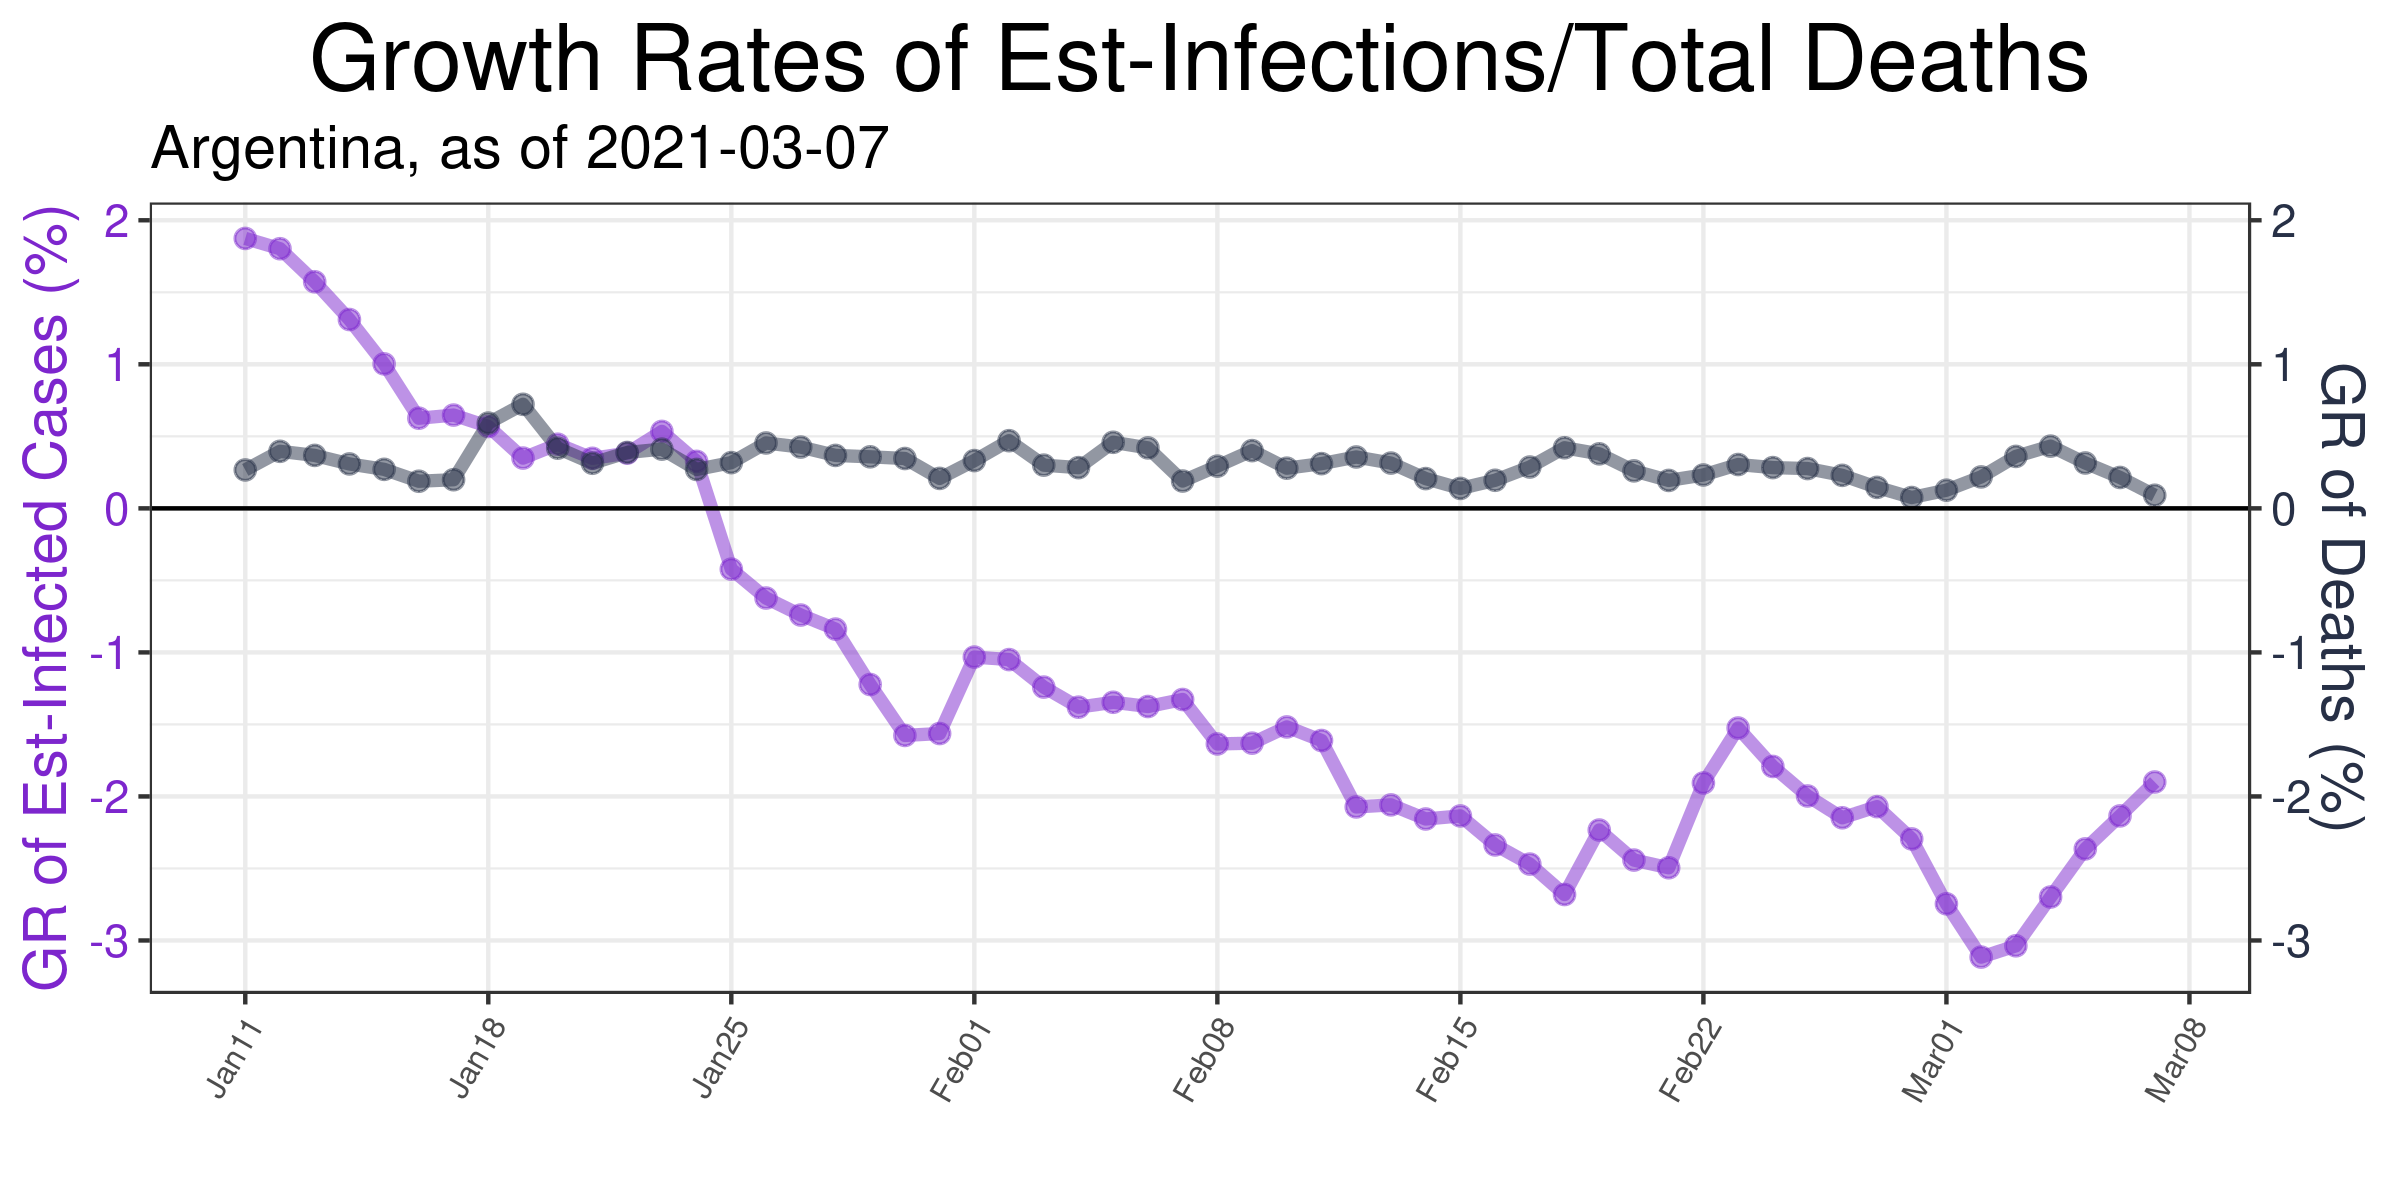 Growth Rates of Est-Infections/Total Deaths
Argentina, as of 2021-03-07
GR of Est-Infected Cases (%)
2
1
0
-1
-2
-3
2
1
0
-1
-2
-3
GR of Deaths (%)
Jan11
Jan18
Jan25
Feb01
Feb08
Feb15
Feb22
Mar01
Mar08